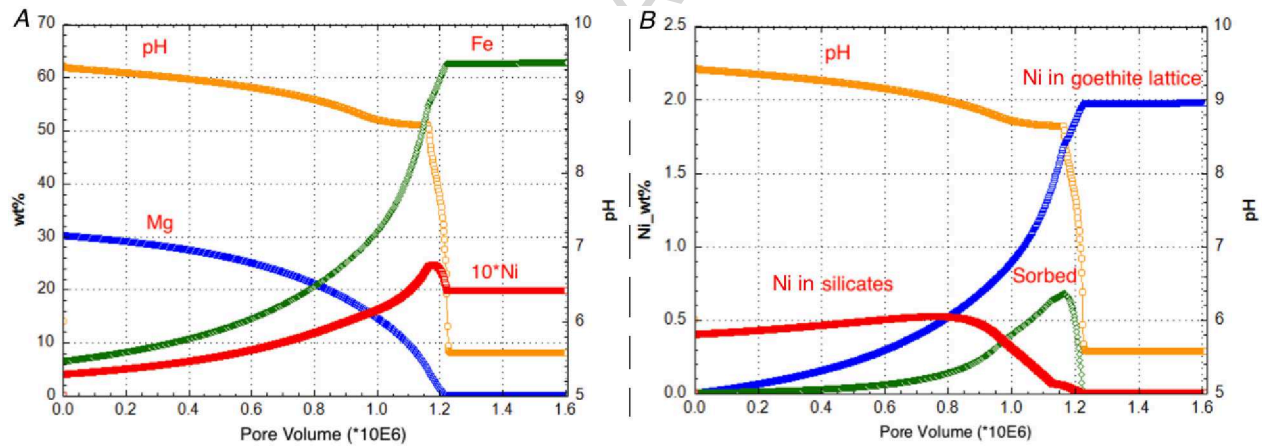 A
pH
Fe
Mg
10*Ni
wt%
70
60
50
40
30
20
10
0
10
9
8
7
6
5
pH
0.0 0.2 0.4 0.6 0.8 1.0 1.2 1.4 1.6
Pore Volume (*10E6)
B
pH
Ni in goethite lattice
Ni in silicates
Sorbed
Ni_wt%
2.5
2.0
1.5
1.0
0.5
0.0
10
9
8
7
6
5
pH
0.0 0.2 0.4 0.6 0.8 1.0 1.2 1.4 1.6
Pore Volume (*10E6)